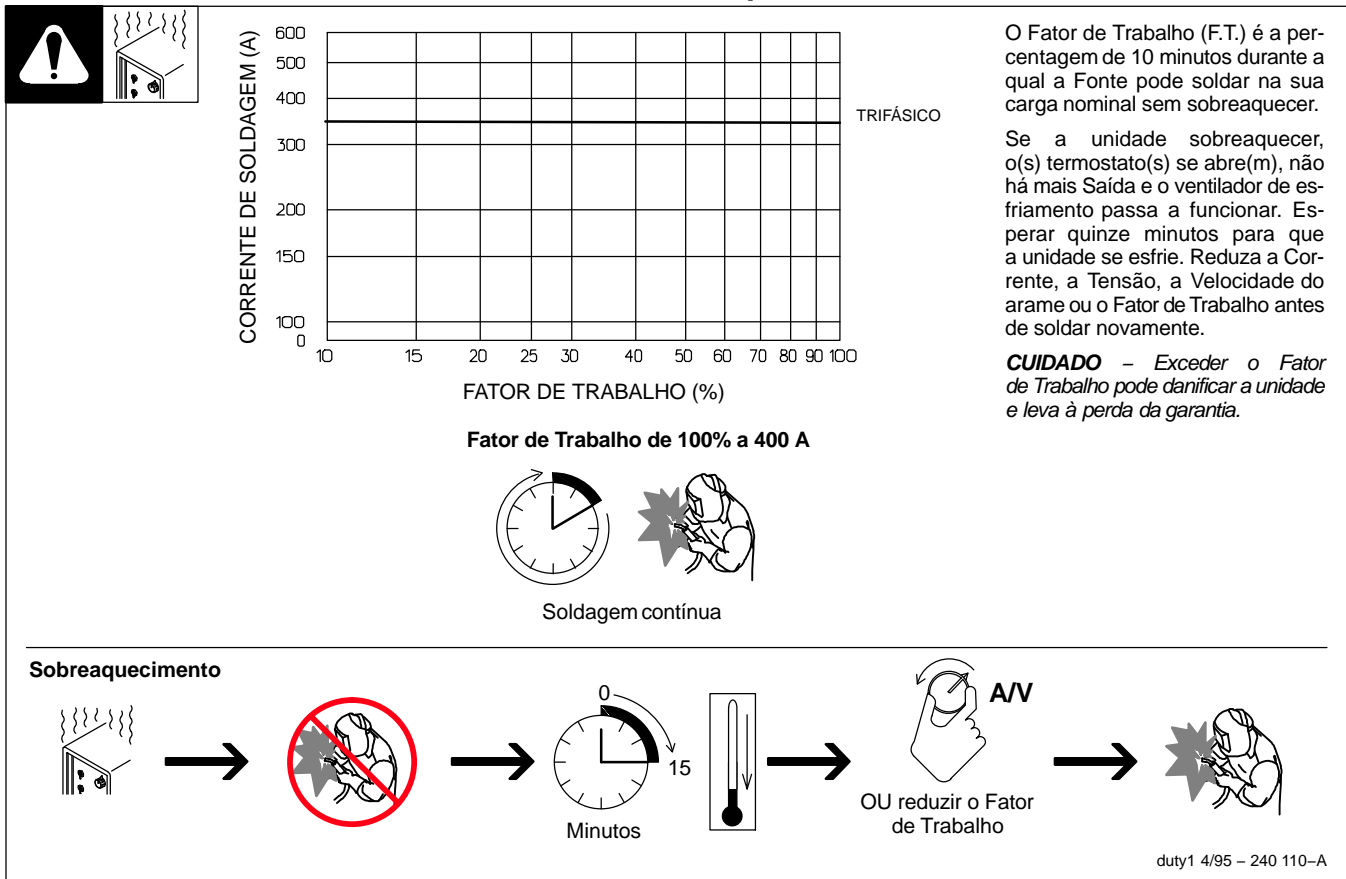 CORRENTE DE SOLDAGEM (A)
600
500
400
300
200
150
100
0
10 15 20 25 30 40 50 60 70 80 90 100
FATOR DE TRABALHO (%)
TRIFÁSICO
Fator de Trabalho de 100% a 400 A
Soldagem contínua
O Fator de Trabalho (F.T.) é a per-
centagem de 10 minutos durante a
qual a Fonte pode soldar na sua
carga nominal sem sobreaquecer.
Se a unidade sobreaquecer,
o(s) termostato(s) se abre(m), não
há mais Saída e o ventilador de es-
friamento passa a funcionar. Es-
perar quinze minutos para que
a unidade se esfrie. Reduza a Cor-
rente, a Tensão, a Velocidade do
arame ou o Fator de Trabalho antes
de soldar novamente.
CUIDADO – Exceder o Fator
de Trabalho pode danificar a unidade
e leva à perda da garantia.
Sobreaquecimento
0
15
Minutos
A/V
OU reduzir o Fator
de Trabalho
duty1 4/95 – 240 110–A